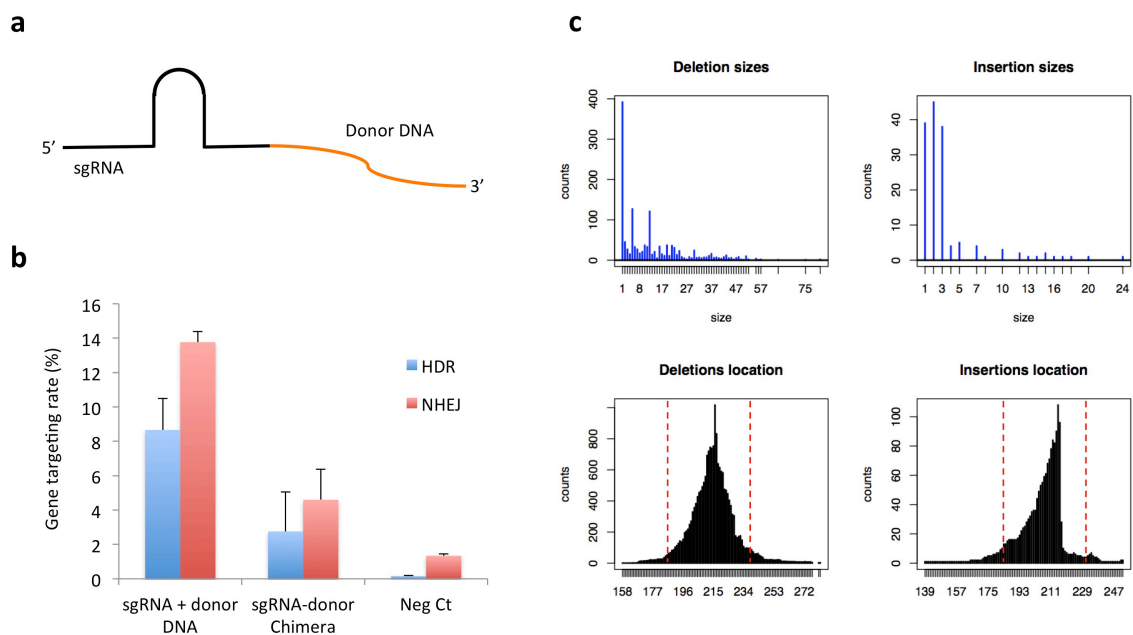 a
5’
sgRNA
Donor DNA
3’
b
Gene targeting rate (%)
16
14
12
10
8
6
4
2
0
HDR
NHEJ
sgRNA + donor DNA
sgRNA-donor Chimera
Neg Ct
c
Deletion sizes
counts
400
300
200
100
0
1 8 17 27 37 47 57 75
size
Insertion sizes
counts
40
30
20
10
0
1 3 5 7 10 13 16 20 24
size
Deletions location
counts
800
600
400
200
0
158 177 196 215 234 253 272
Insertions location
counts
100
80
60
40
20
0
139 157 175 193 211 229 247